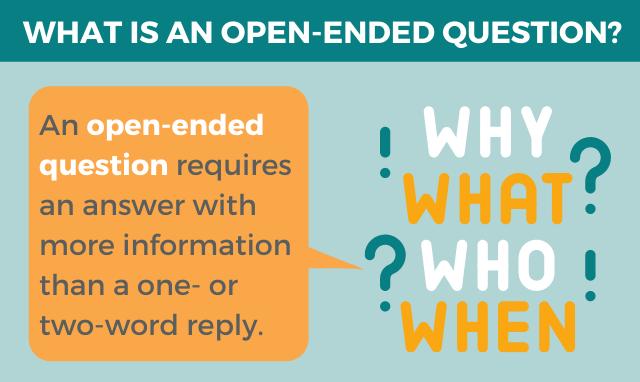 WHAT IS AN OPEN-ENDED QUESTION?
An open-ended
question requires
an answer with
more information
than a one- or
two-word reply.
! WHY
WHAT ?
? WHO !
WHEN